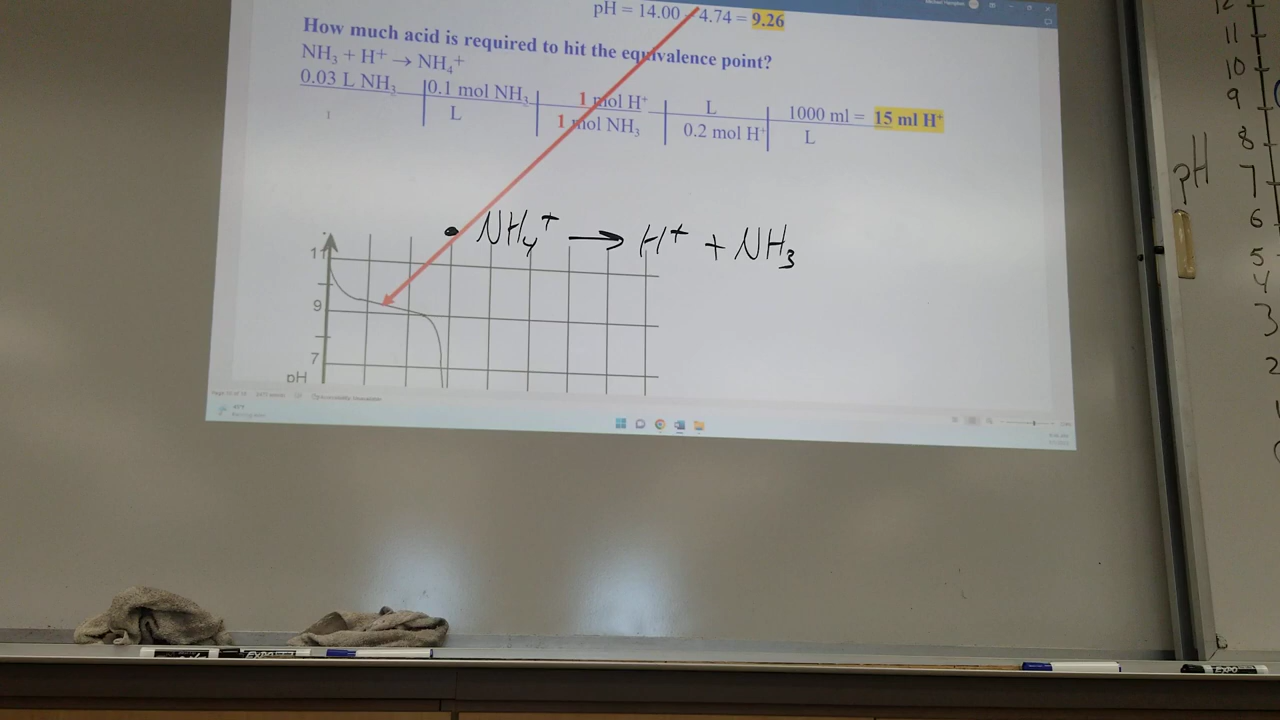 pH = 14.00 - 4.74 = 9.26
How much acid is required to hit the equivalence point?
NH₃ + H⁺ → NH₄+
0.03 L NH₃ 0.1 mol NH₃ 1 mol H⁺ L 1000 ml = 15 ml H⁺
L 1 mol NH₃ 0.2 mol H⁺ L
NH₄⁺ → H⁺ + NH₃
11
9
7
pH
12
11
10
9
8
7
6
5
4
3
2
pH
EXPO
EXPO